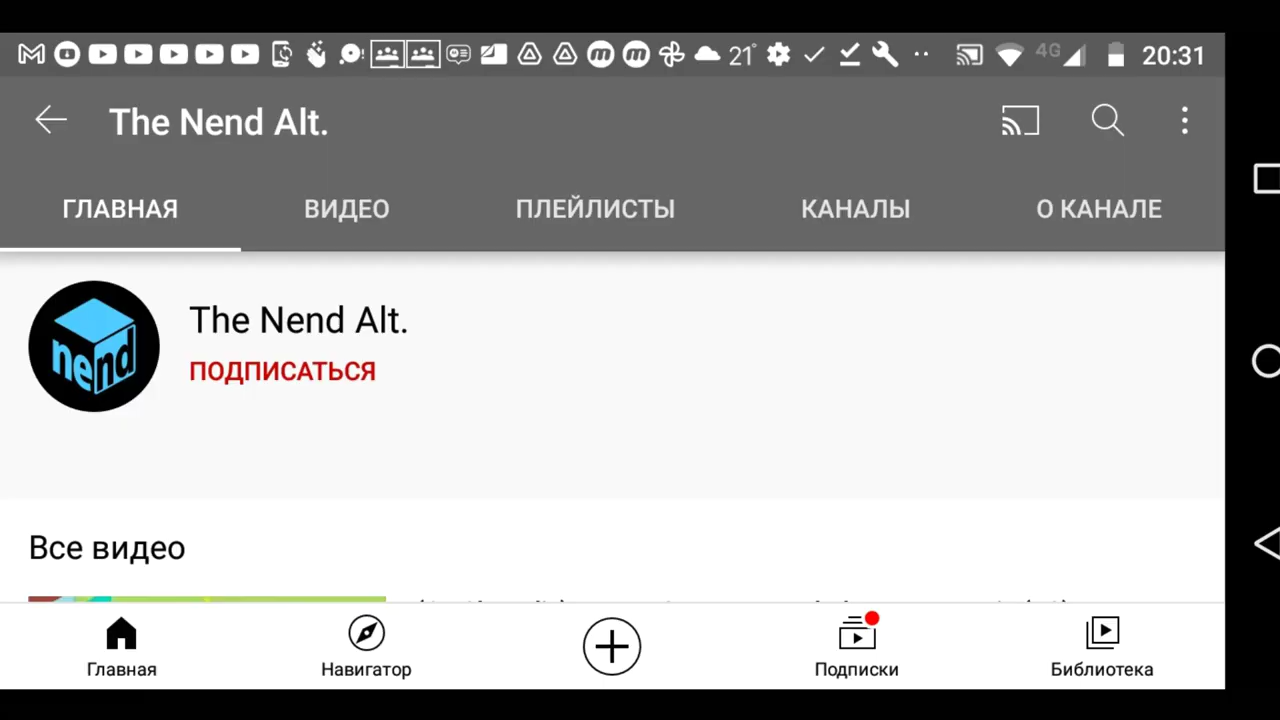 21°
4G
20:31
The Nend Alt.
ГЛАВНАЯ
ВИДЕО
ПЛЕЙЛИСТЫ
КАНАЛЫ
О КАНАЛЕ
nend
The Nend Alt.
ПОДПИСАТЬСЯ
Все видео
Главная
Навигатор
Подписки
Библиотека